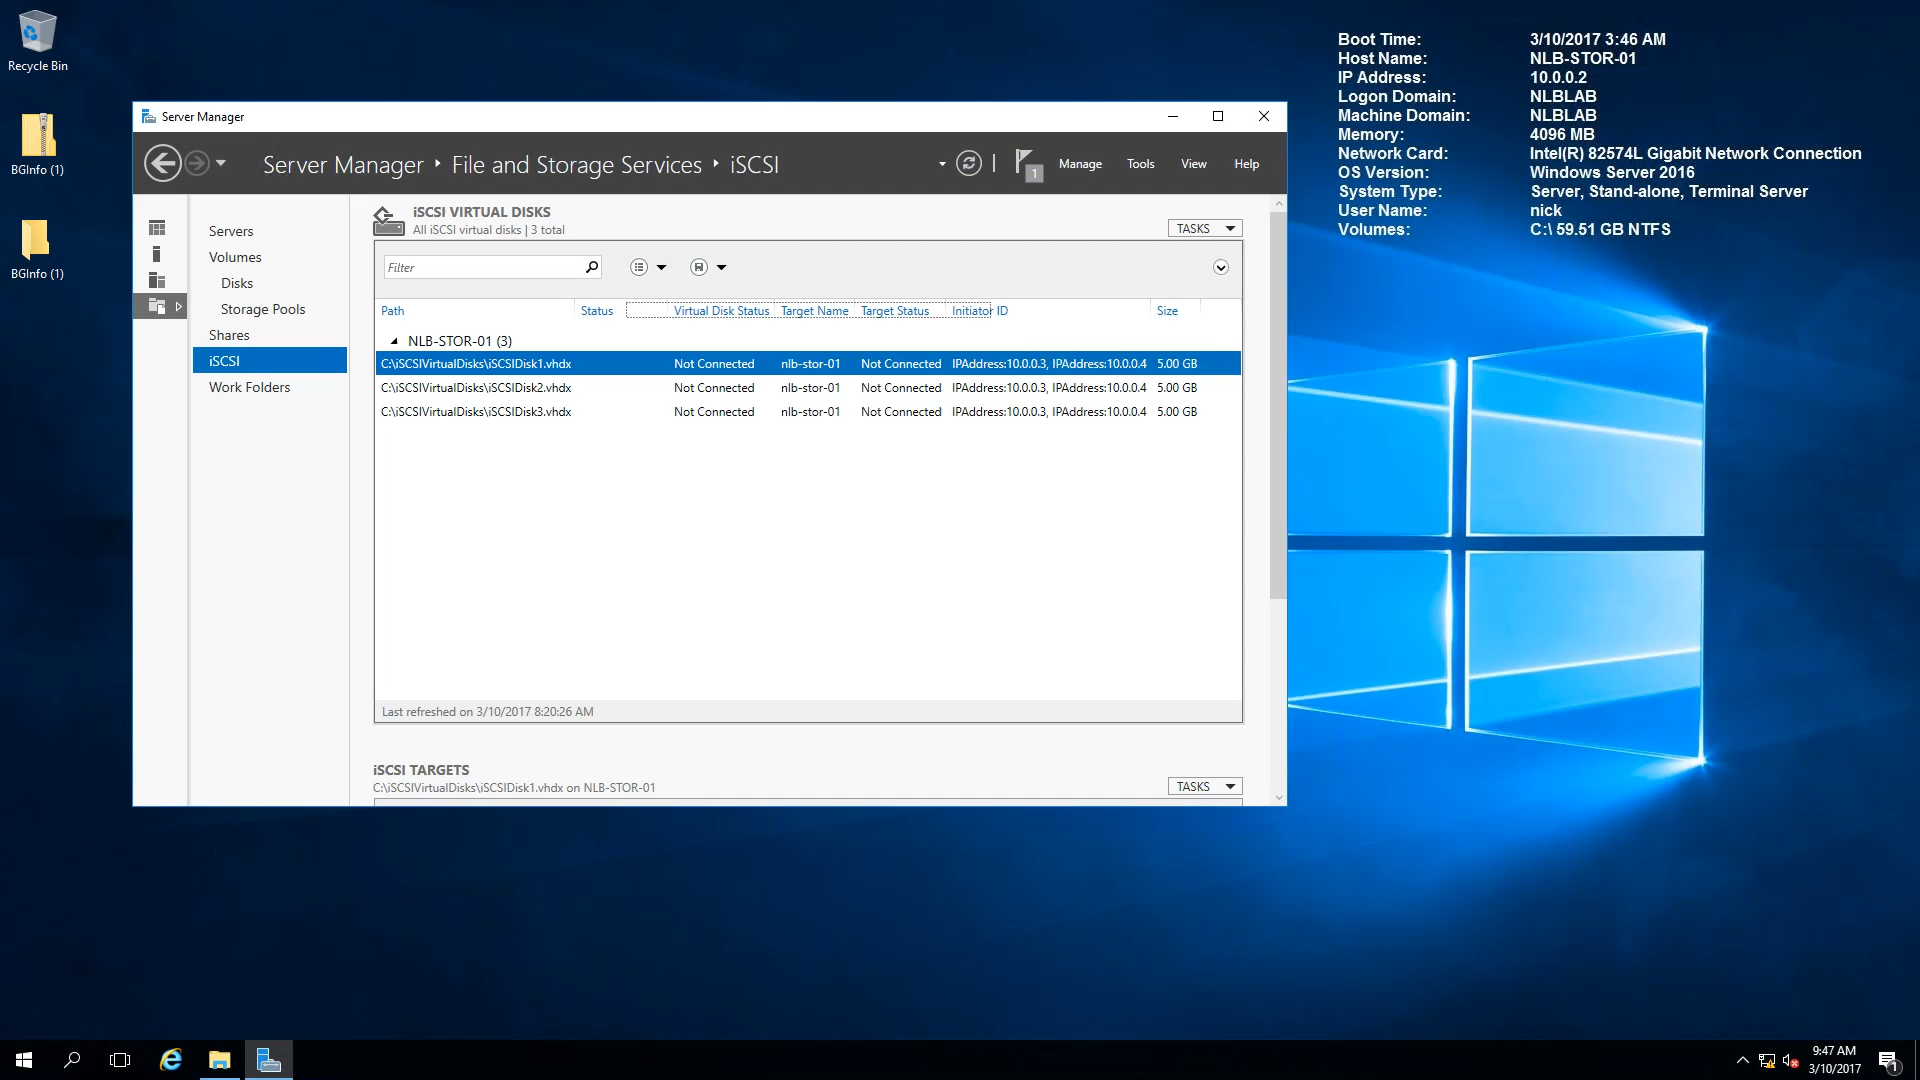 Recycle Bin
BGInfo (1)
BGInfo (1)
Boot Time: 3/10/2017 3:46 AM
Host Name: NLB-STOR-01
IP Address: 10.0.0.2
Logon Domain: NLBLAB
Machine Domain: NLBLAB
Memory: 4096 MB
Network Card: Intel(R) 82574L Gigabit Network Connection
OS Version: Windows Server 2016
System Type: Server, Stand-alone, Terminal Server
User Name: nick
Volumes: C:\ 59.51 GB NTFS
Server Manager
Server Manager File and Storage Services iSCSI
1 Manage Tools View Help
Servers
Volumes
Disks
Storage Pools
Shares
iSCSI
Work Folders
iSCSI VIRTUAL DISKS
All iSCSI virtual disks | 3 total
TASKS
Filter
Path Status Virtual Disk Status Target Name Target Status Initiator ID Size
NLB-STOR-01 (3)
C:\iSCSIVirtualDisks\iSCSIDisk1.vhdx Not Connected nlb-stor-01 Not Connected IPAddress:10.0.0.3, IPAddress:10.0.0.4 5.00 GB
C:\iSCSIVirtualDisks\iSCSIDisk2.vhdx Not Connected nlb-stor-01 Not Connected IPAddress:10.0.0.3, IPAddress:10.0.0.4 5.00 GB
C:\iSCSIVirtualDisks\iSCSIDisk3.vhdx Not Connected nlb-stor-01 Not Connected IPAddress:10.0.0.3, IPAddress:10.0.0.4 5.00 GB
Last refreshed on 3/10/2017 8:20:26 AM
iSCSI TARGETS
C:\iSCSIVirtualDisks\iSCSIDisk1.vhdx on NLB-STOR-01
TASKS
9:47 AM
3/10/2017
1